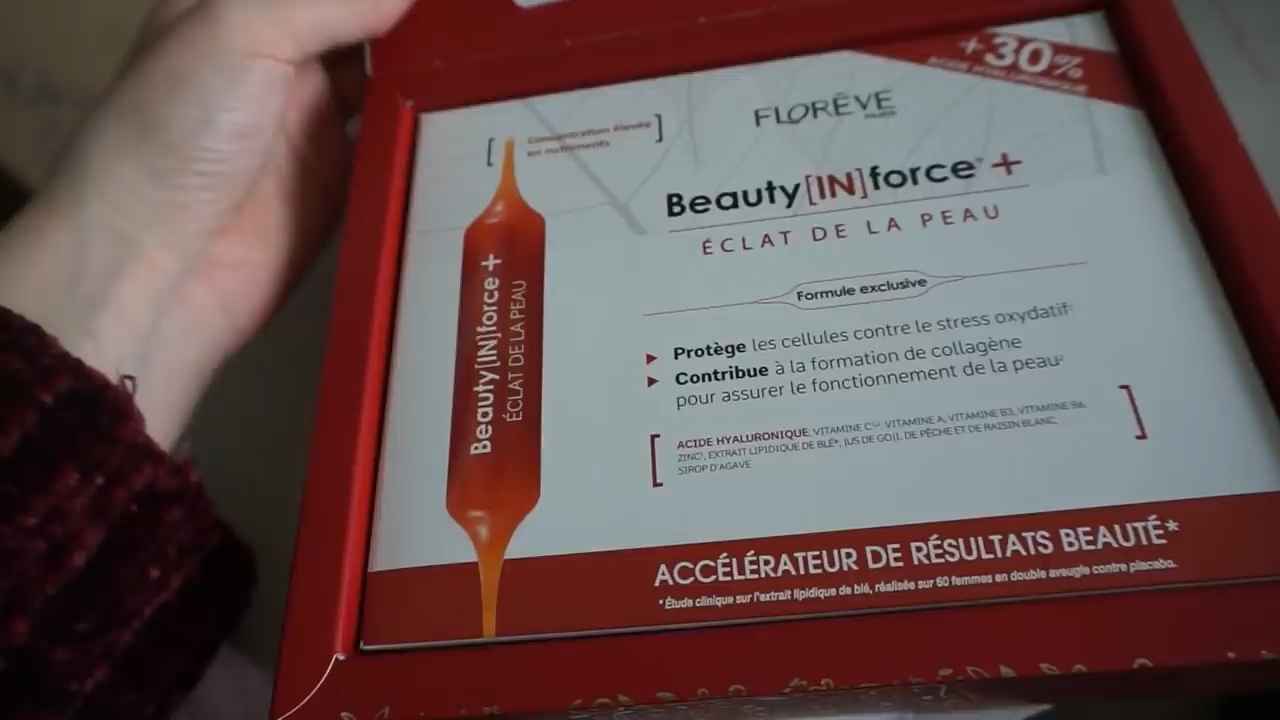 +30%
ACIDE HYALURONIQUE
FLORÊVE
PARIS
[ Concentration élevée ]
en nutriments
Beauty[IN]force® +
ÉCLAT DE LA PEAU
Formule exclusive
Protège les cellules contre le stress oxydatif
Contribue à la formation de collagène
pour assurer le fonctionnement de la peau²
ACIDE HYALURONIQUE, VITAMINE C, VITAMINE A, VITAMINE B3, VITAMINE B6,
ZINC, EXTRAIT LIPIDIQUE DE BLÉ*, JUS DE GOJI, DE PÊCHE ET DE RAISIN BLANC,
SIROP D'AGAVE
Beauty[IN]force +
ÉCLAT DE LA PEAU
ACCÉLÉRATEUR DE RÉSULTATS BEAUTÉ*
*Étude clinique sur l'extrait lipidique de blé, réalisée sur 60 femmes en double aveugle contre placebo.